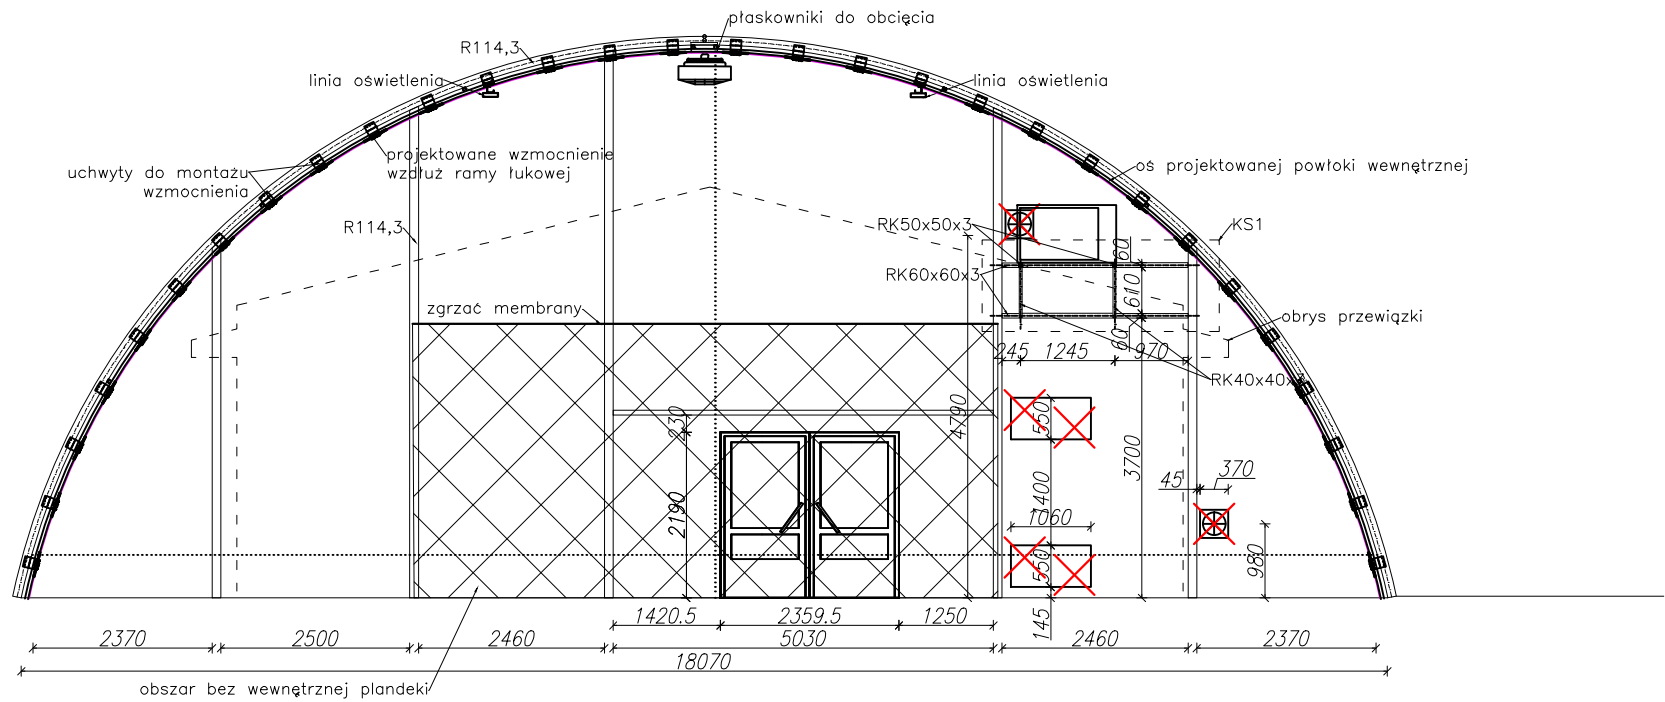 płaskowniki do obcięcia
R114,3
linia oświetlenia
linia oświetlenia
projektowane wzmocnienie
wzdłuż ramy łukowej
uchwyty do montażu
wzmocnienia
oś projektowanej powłoki wewnętrznej
R114,3
RK50x50x3
KS1
60
RK60x60x3
610
zgrzać membrany
obrys przewiązki
60
245
1245
970
RK40x40x
230
4790
550
3700
2190
1400
45
370
1060
550
980
145
1420.5
2359.5
1250
2370
2500
2460
5030
2460
2370
18070
obszar bez wewnętrznej plandeki